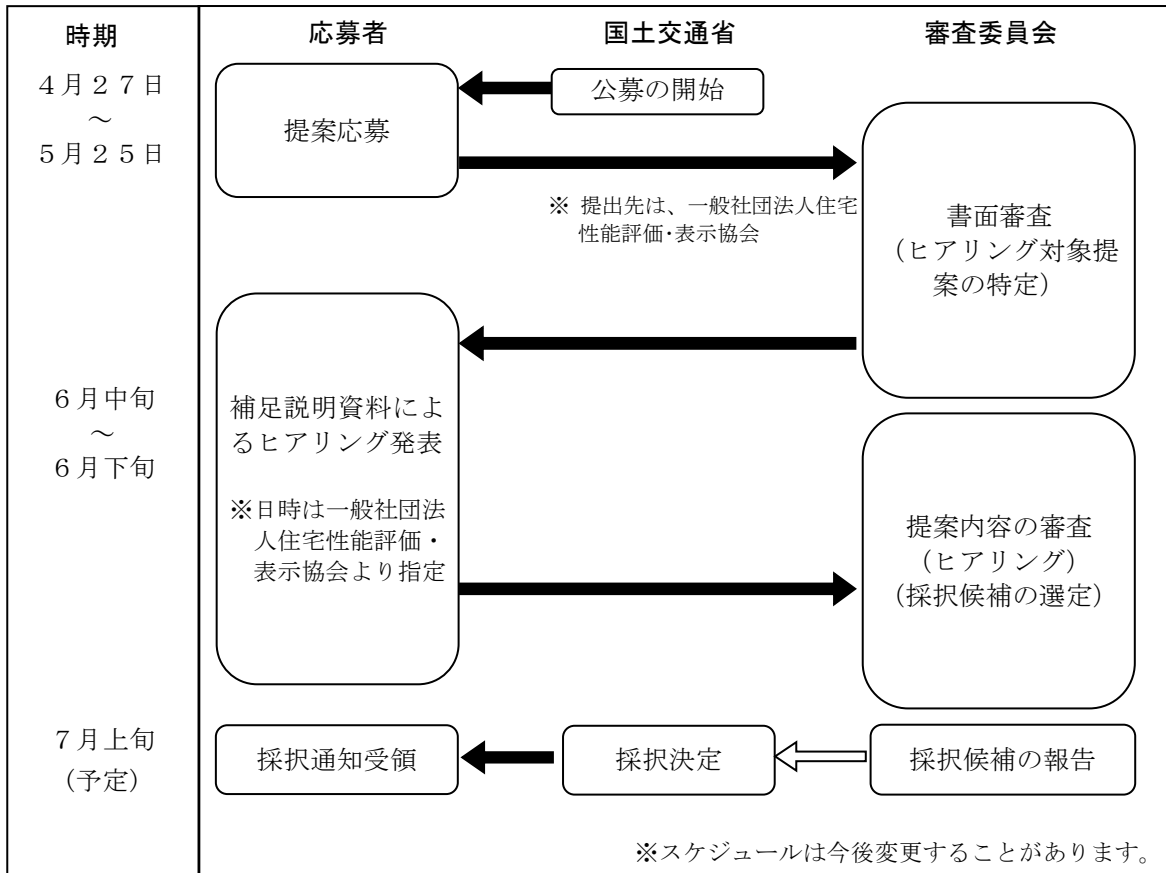 時期
応募者
国土交通省
審査委員会
４月２７日
～
５月２５日
提案応募
公募の開始
※ 提出先は、一般社団法人住宅
性能評価・表示協会
書面審査
（ヒアリング対象提
案の特定）
６月中旬
～
６月下旬
補足説明資料によ
るヒアリング発表
※日時は一般社団法
人住宅性能評価・
表示協会より指定
提案内容の審査
（ヒアリング）
（採択候補の選定）
７月上旬
（予定）
採択通知受領
採択決定
採択候補の報告
※スケジュールは今後変更することがあります。